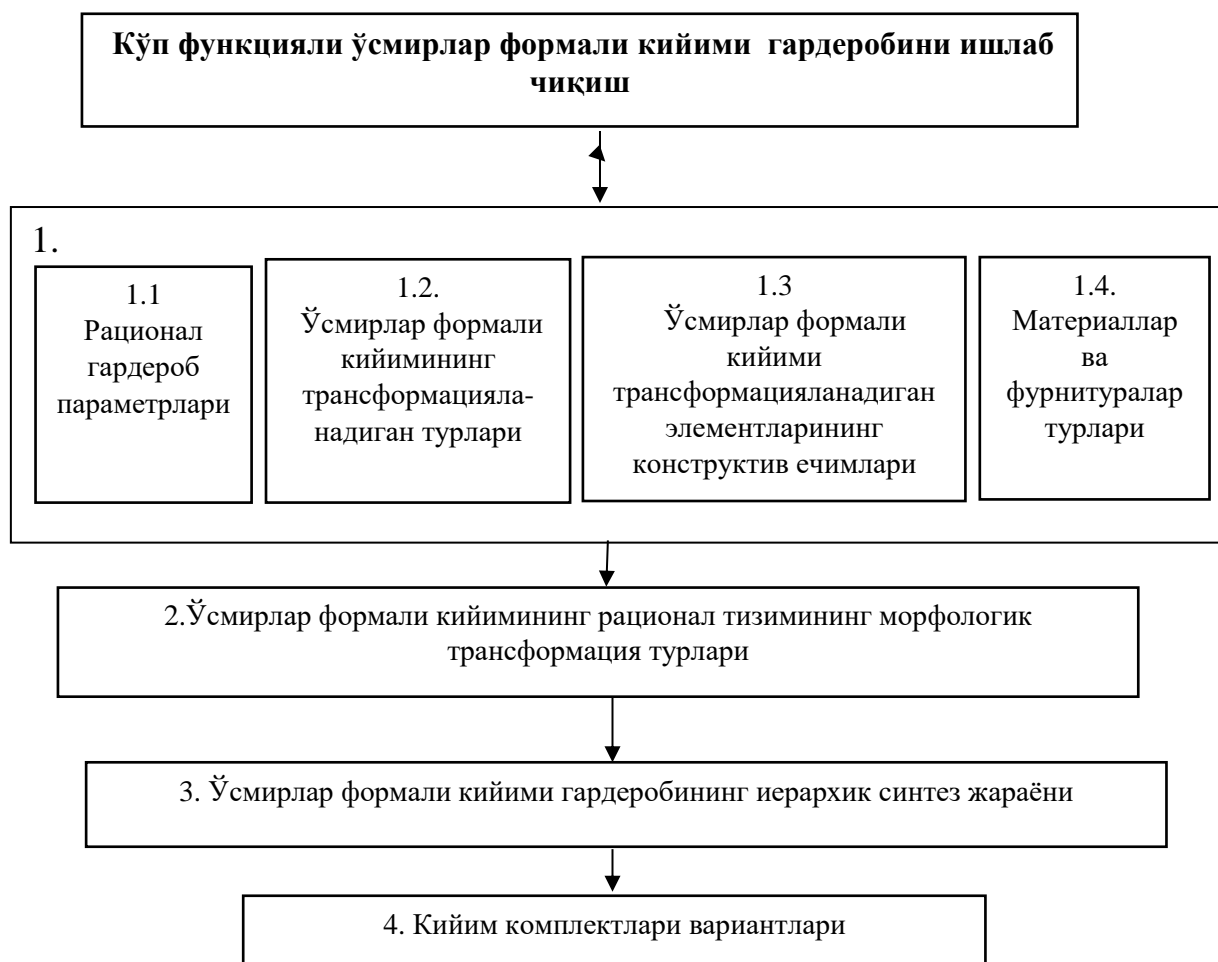 Кўп функцияли ўсмирлар формали кийими гардеробини ишлаб
чиқиш
1.
1.1
Рационал
гардероб
параметрлари
1.2.
Ўсмирлар формали
кийимининг
трансформацияла-
надиган турлари
1.3
Ўсмирлар формали
кийими
трансформацияланадиган
элементларининг
конструктив ечимлари
1.4.
Материаллар
ва
фурнитуралар
турлари
2.Ўсмирлар формали кийимининг рационал тизимининг морфологик
трансформация турлари
3. Ўсмирлар формали кийими гардеробининг иерархик синтез жараёни
4. Кийим комплектлари вариантлари